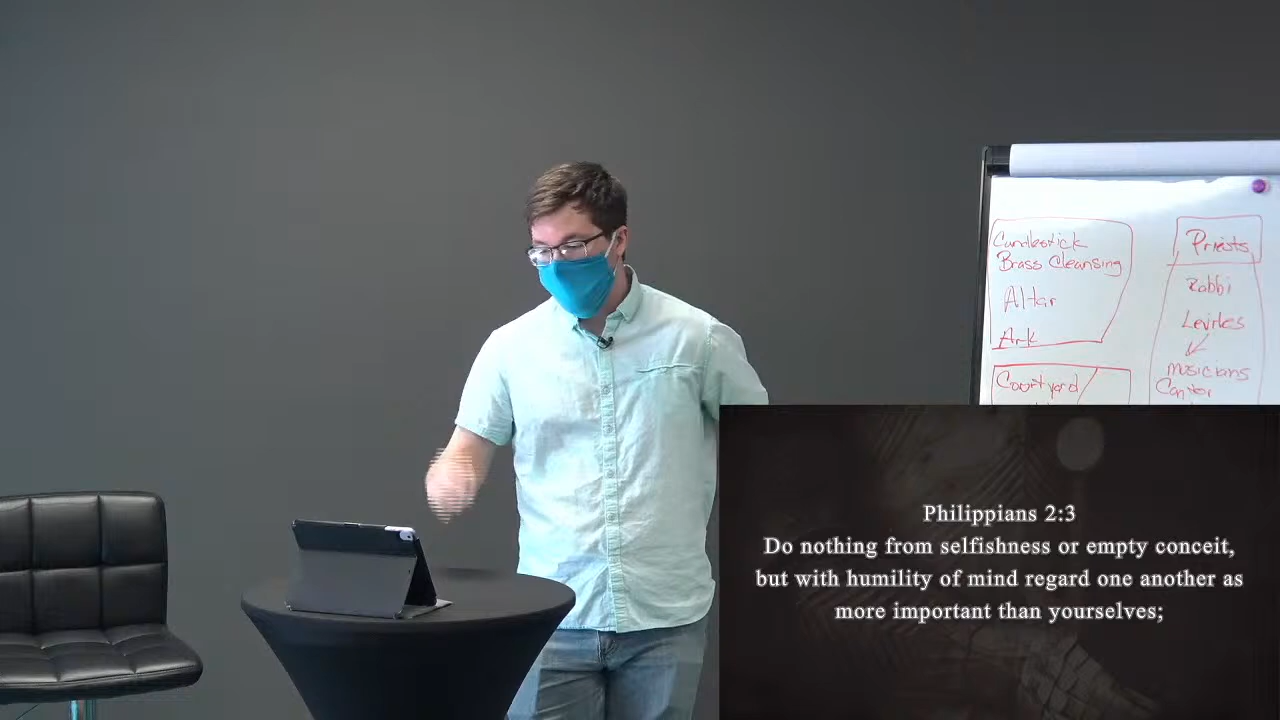 Candlestick
Brass Cleansing
Altar
Ark
Courtyard
Priests
Rabbi
Levites
Musicians
Cantor
Philippians 2:3
Do nothing from selfishness or empty conceit,
but with humility of mind regard one another as
more important than yourselves;